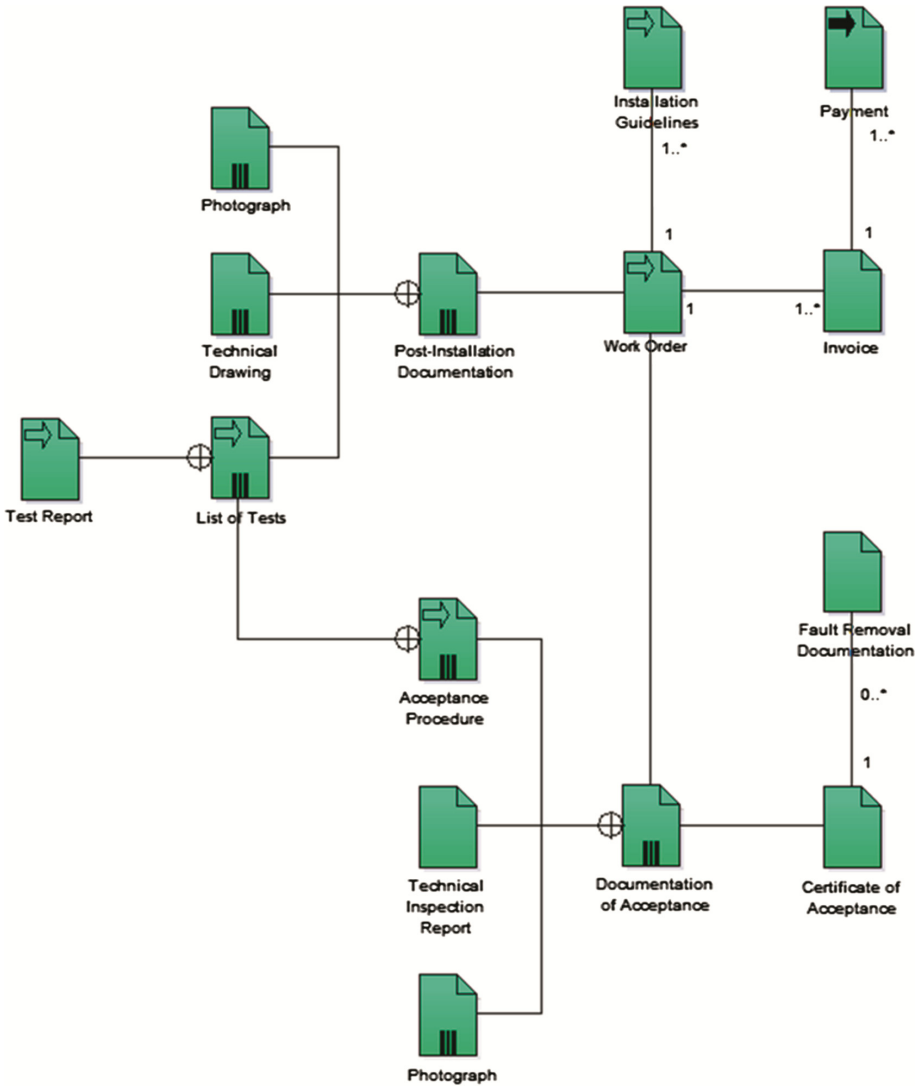 Installation
Guidelines
1..*
Payment
1..*
Photograph
1
1
Technical
Drawing
Post-Installation
Documentation
Work Order
1
1..*
Invoice
Test Report
List of Tests
Fault Removal
Documentation
0..*
1
Acceptance
Procedure
Technical
Inspection
Report
Documentation
of Acceptance
Certificate of
Acceptance
Photograph